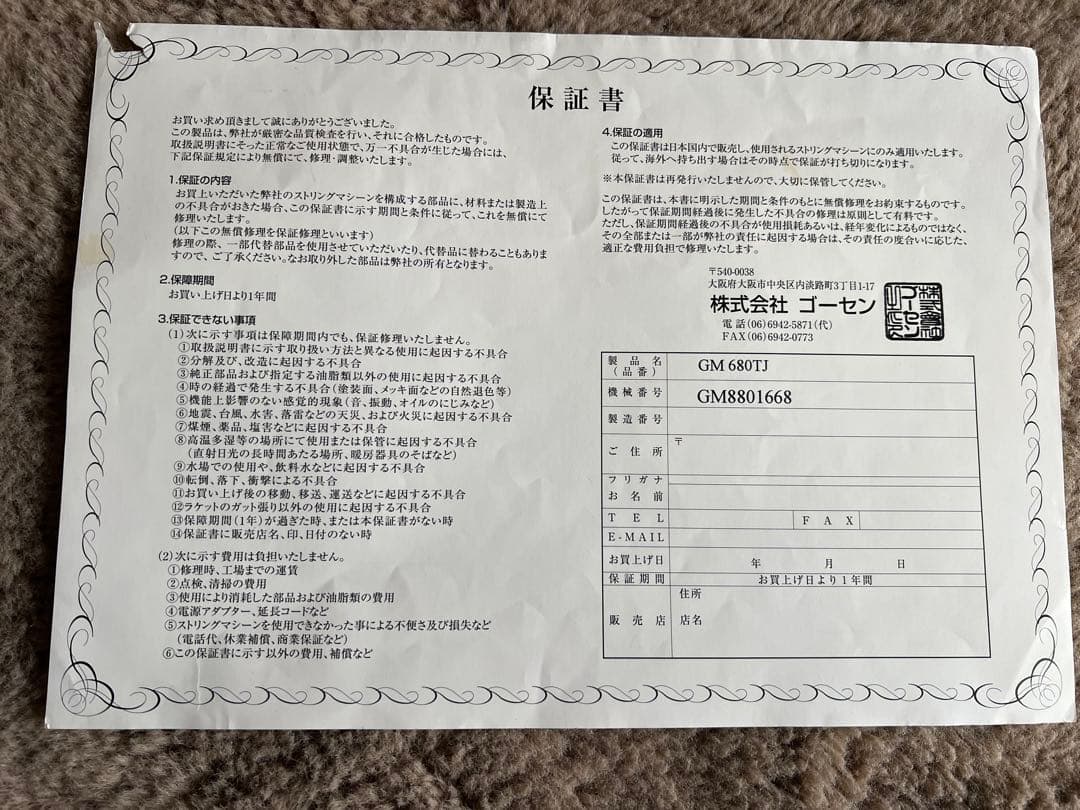 保証書
お買い求め頂きまして誠にありがとうございました。
この製品は、弊社が厳密な品質検査を行い、それに合格したものです。
取扱説明書にそった正常なご使用状態で、万一不具合が生じた場合には、
下記保証規定により無償にて、修理・調整いたします。
1.保証の内容
お買上いただいた弊社のストリングマシーンを構成する部品に、材料または製造上
の不具合がおきた場合、この保証書に示す期間と条件に従って、これを無償にて
修理いたします。
(以下この無償修理を保証修理といいます)
修理の際、一部代替部品を使用させていただいたり、代替品に替わることもありま
すので、ご了承ください。なお取り外した部品は弊社の所有となります。
2.保障期間
お買い上げ日より1年間
3.保証できない事項
(1)次に示す事項は保障期間内でも、保証修理いたしません。
①取扱説明書に示す取り扱い方法と異なる使用に起因する不具合
②分解及び、改造に起因する不具合
③純正部品および指定する油脂類以外の使用に起因する不具合
④時の経過で発生する不具合(塗装面、メッキ面などの自然退色等)
⑤機能上影響のない感覚的現象(音、振動、オイルのにじみなど)
⑥地震、台風、水害、落雷などの天災、および火災に起因する不具合
⑦煤煙、薬品、塩害などに起因する不具合
⑧高温多湿等の場所にて使用または保管に起因する不具合
(直射日光の長時間あたる場所、暖房器具のそばなど)
⑨水場での使用や、飲料水などに起因する不具合
⑩転倒、落下、衝撃による不具合
⑪お買い上げ後の移動、移送、運送などに起因する不具合
⑫ラケットのガット張り以外の使用に起因する不具合
⑬保障期間(1年)が過ぎた時、または本保証書がない時
⑭保証書に販売店名、印、日付のない時
(2)次に示す費用は負担いたしません。
①修理時、工場までの運賃
②点検、清掃の費用
③使用により消耗した部品および油脂類の費用
④電源アダプター、延長コードなど
⑤ストリングマシーンを使用できなかった事による不便さ及び損失など
(電話代、休業補償、商業保証など)
⑥この保証書に示す以外の費用、補償など
4.保証の適用
この保証書は日本国内で販売し、使用されるストリングマシーンにのみ適用いたします。
従って、海外へ持ち出す場合はその時点で保証が打ち切りになります。
※本保証書は再発行いたしませんので、大切に保管してください。
この保証書は、本書に明示した期間と条件のもとに無償修理をお約束するものです。
したがって保証期間経過後に発生した不具合の修理は原則として有料です。
ただし、保証期間経過後の不具合が使用損耗あるいは、経年変化によるものではなく、
その全部または一部が弊社の責任に起因する場合は、その責任の度合いに応じた、
適正な費用負担で修理いたします。
〒540-0038
大阪府大阪市中央区内淡路町3丁目1-17
株式会社 ゴーセン
電話(06)6942-5871(代)
FAX(06)6942-0773
株式会社ゴーセン之印
製品名(品番) GM 680TJ
機械番号 GM8801668
製造番号
ご住所 〒
フリガナ
お名前
TEL FAX
E-MAIL
お買上げ日 年 月 日
保証期間 お買上げ日より1年間
販売店 住所
店名